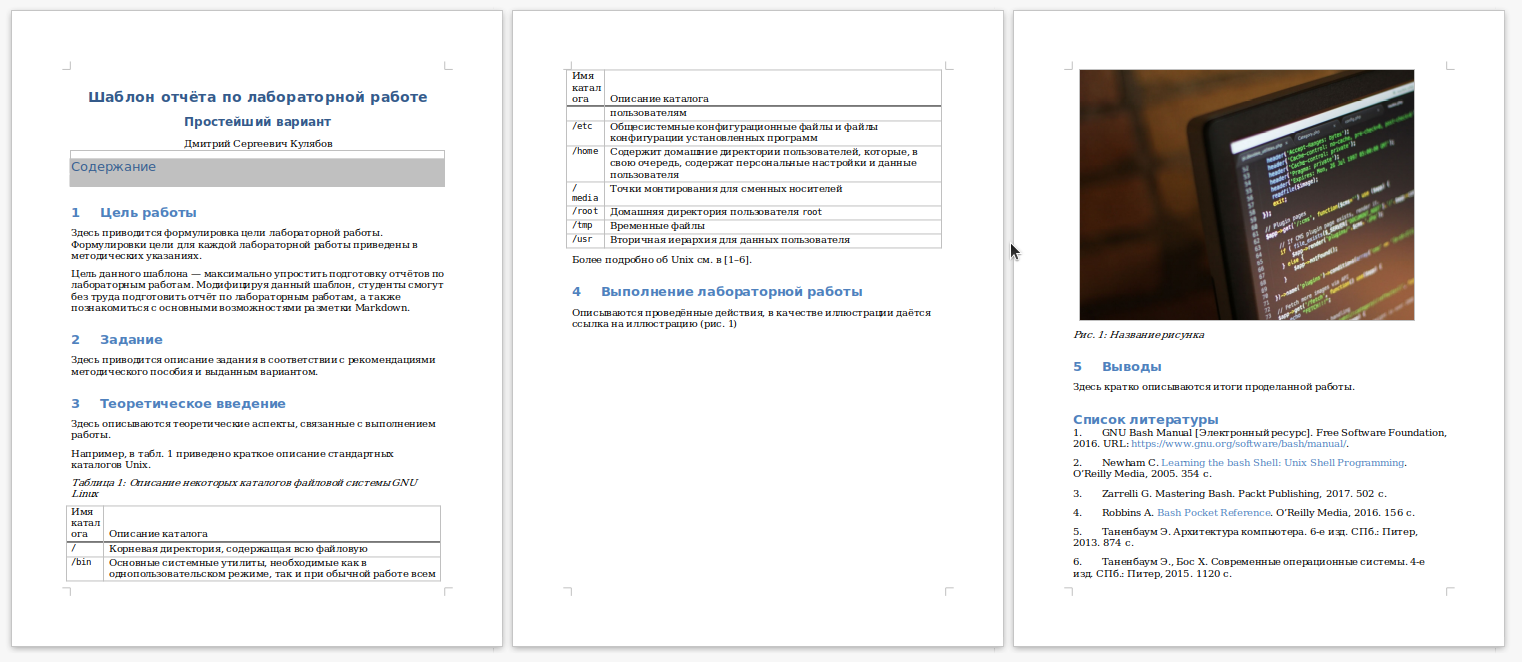 Шаблон отчёта по лабораторной работе
Простейший вариант
Дмитрий Сергеевич Кулябов
Содержание
1 Цель работы
Здесь приводится формулировка цели лабораторной работы.
Формулировки цели для каждой лабораторной работы приведены в
методических указаниях.
Цель данного шаблона — максимально упростить подготовку отчётов по
лабораторным работам. Модифицируя данный шаблон, студенты смогут
без труда подготовить отчёт по лабораторным работам, а также
познакомиться с основными возможностями разметки Markdown.
2 Задание
Здесь приводится описание задания в соответствии с рекомендациями
методического пособия и выданным вариантом.
3 Теоретическое введение
Здесь описываются теоретические аспекты, связанные с выполнением
работы.
Например, в табл. 1 приведено краткое описание стандартных
каталогов Unix.
Таблица 1: Описание некоторых каталогов файловой системы GNU
Linux
Имя
катал
ога Описание каталога
/ Корневая директория, содержащая всю файловую
/bin Основные системные утилиты, необходимые как в
однопользовательском режиме, так и при обычной работе всем
Имя
катал
ога Описание каталога
пользователям
/etc Общесистемные конфигурационные файлы и файлы
конфигурации установленных программ
/home Содержит домашние директории пользователей, которые, в
свою очередь, содержат персональные настройки и данные
пользователя
/ Точки монтирования для сменных носителей
media
/root Домашняя директория пользователя root
/tmp Временные файлы
/usr Вторичная иерархия для данных пользователя
Более подробно об Unix см. в [1–6].
4 Выполнение лабораторной работы
Описываются проведённые действия, в качестве иллюстрации даётся
ссылка на иллюстрацию (рис. 1)
Рис. 1: Название рисунка
5 Выводы
Здесь кратко описываются итоги проделанной работы.
Список литературы
1. GNU Bash Manual [Электронный ресурс]. Free Software Foundation,
2016. URL: https://www.gnu.org/software/bash/manual/.
2. Newham C. Learning the bash Shell: Unix Shell Programming.
O’Reilly Media, 2005. 354 с.
3. Zarrelli G. Mastering Bash. Packt Publishing, 2017. 502 с.
4. Robbins A. Bash Pocket Reference. O’Reilly Media, 2016. 156 с.
5. Таненбаум Э. Архитектура компьютера. 6-е изд. СПб.: Питер,
2013. 874 с.
6. Таненбаум Э., Бос Х. Современные операционные системы. 4-е
изд. СПб.: Питер, 2015. 1120 с.